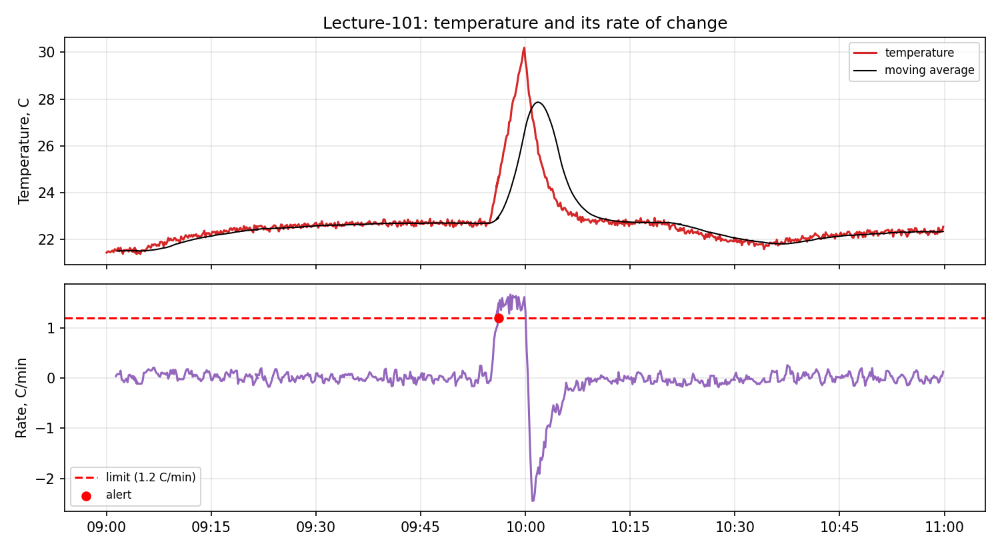 Lecture-101: temperature and its rate of change
temperature
moving average
Temperature, C
30
28
26
24
22
Rate, C/min
1
0
−1
−2
limit (1.2 C/min)
alert
09:00 09:15 09:30 09:45 10:00 10:15 10:30 10:45 11:00